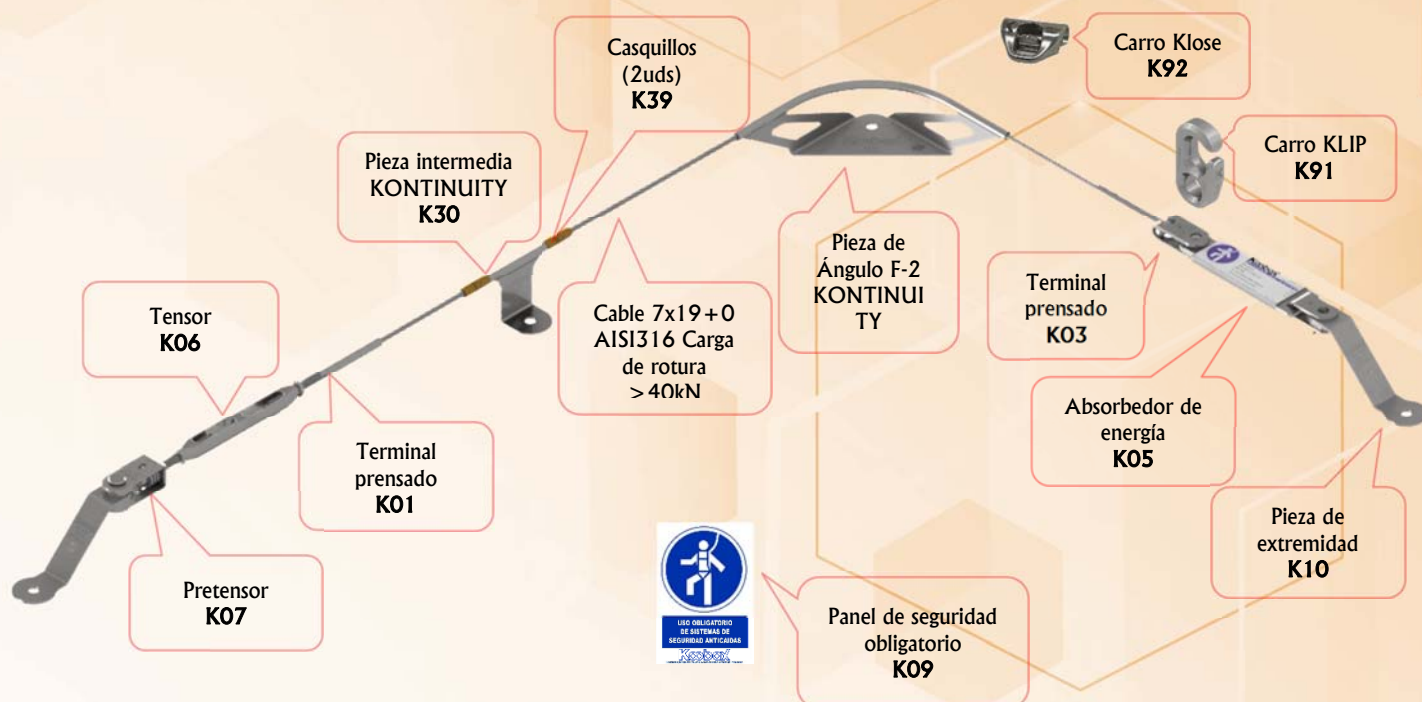 Carro Klose
K92
Casquillos
(2uds)
K39
Carro KLIP
K91
Pieza intermedia
KONTINUITY
K30
Pieza de
Ángulo F-2
KONTINUI
TY
Terminal
prensado
K03
Tensor
K06
Cable 7x19+0
AISI316 Carga
de rotura
>40kN
Absorbedor de
energía
K05
Terminal
prensado
K01
Pieza de
extremidad
K10
Pretensor
K07
USO OBLIGATORIO
DE SISTEMAS DE
SEGURIDAD ANTICAIDAS
Panel de seguridad
obligatorio
K09